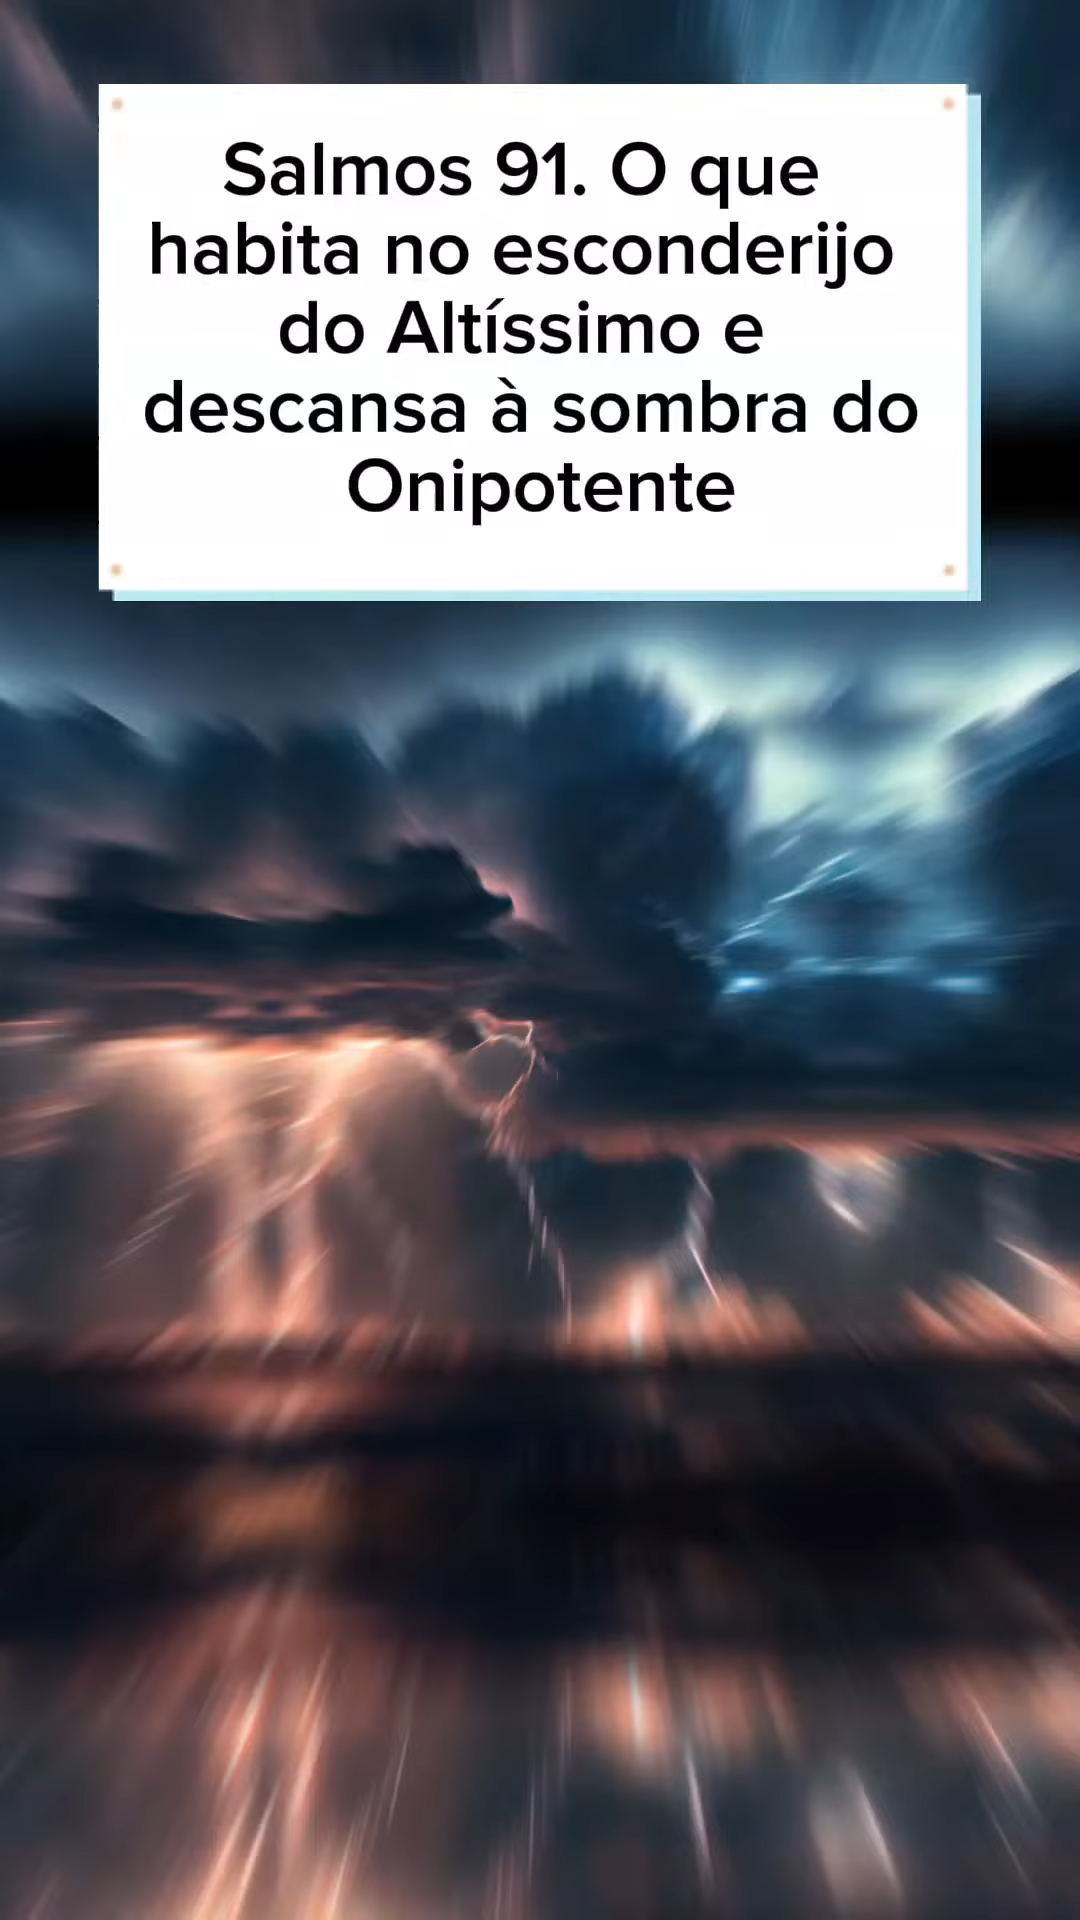 Salmos 91. O que
habita no esconderijo
do Altíssimo e
descansa à sombra do
Onipotente